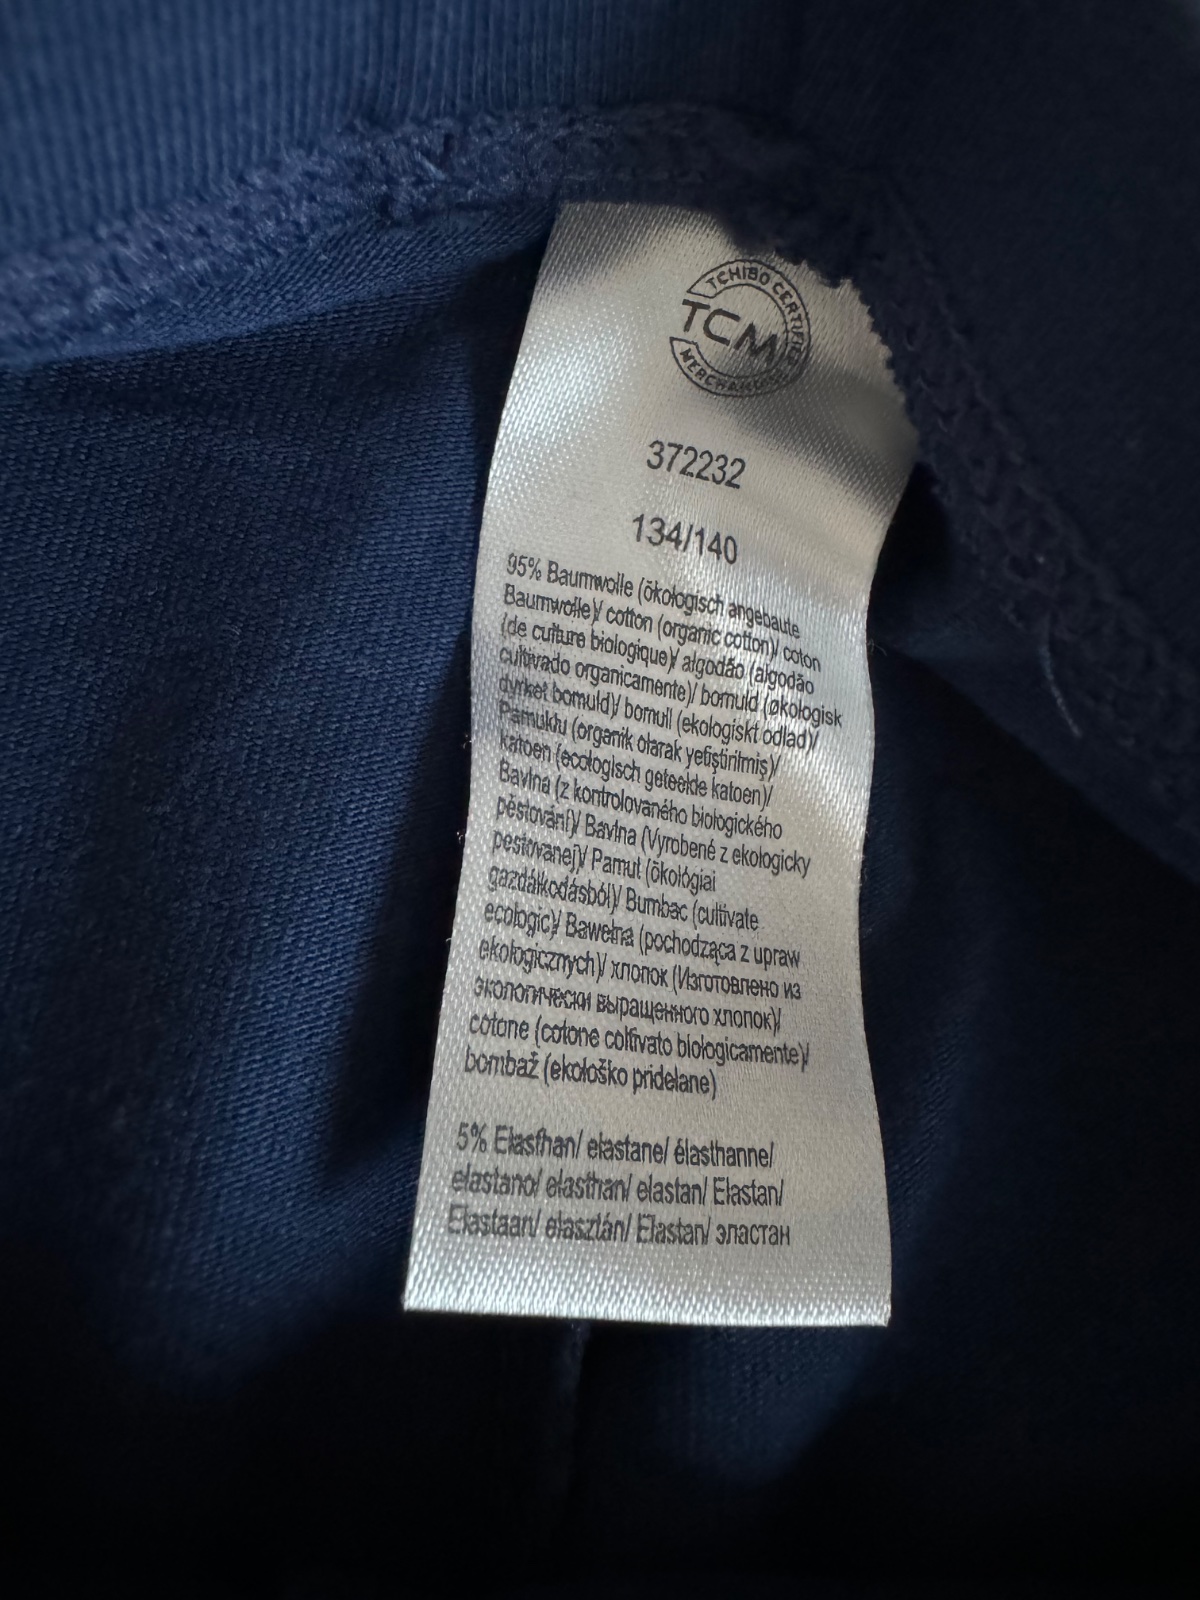 TCHIBO CERTIFIED
TCM
MERCHANDISE
372232
134/140
95% Baumwolle (ökologisch angebaute
Baumwolle)/ cotton (organic cotton)/ coton
(de culture biologique)/ algodão (algodão
cultivado organicamente)/ bomuld (økologisk
dyrket bomuld)/ bomull (ekologiskt odlad)/
Pamuklu (organik olarak yetiştirilmiş)/
katoen (ecologisch geteelde katoen)/
Bavlna (z kontrolovaného biologického
pěstování)/ Bavlna (Vyrobené z ekologicky
pestovanej)/ Pamut (ökológiai
gazdálkodásból)/ Bumbac (cultivate
ecologic)/ Bawełna (pochodząca z upraw
ekologicznych)/ хлопок (Изготовлено из
экологически выращенного хлопок)/
cotone (cotone coltivato biologicamente)/
bombaž (ekološko pridelane)
5% Elasthan/ elastane/ élasthanne/
elastano/ elasthan/ elastan/ Elastan/
Elastaan/ elasztán/ Elastan/ эластан